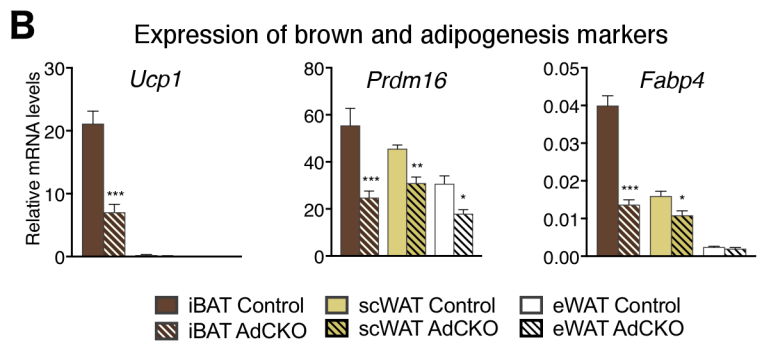 B
Expression of brown and adipogenesis markers
Relative mRNA levels
Ucp1
30
20
10
0
***
Prdm16
80
60
40
20
0
***
**
*
Fabp4
0.05
0.04
0.03
0.02
0.01
0.00
***
*
iBAT Control
scWAT Control
eWAT Control
iBAT AdCKO
scWAT AdCKO
eWAT AdCKO